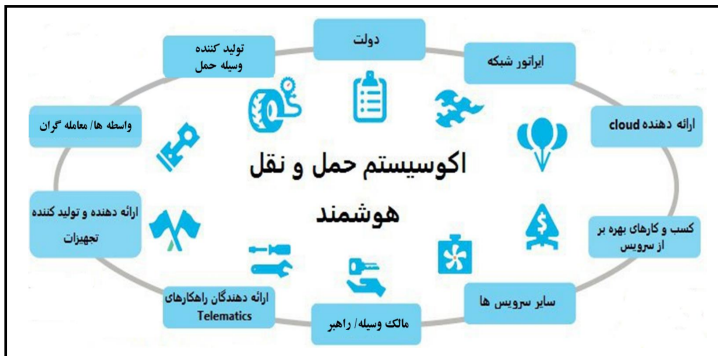 دولت
تولید کننده
وسیله حمل
اپراتور شبکه
واسطه ها/ معامله گران
ارائه دهنده cloud
اکوسیستم حمل و نقل
هوشمند
ارائه دهنده و تولید کننده
تجهیزات
کسب و کارهای بهره بر
از سرویس
ارائه دهندگان راهکارهای
Telematics
سایر سرویس ها
مالک وسیله/ راهبر